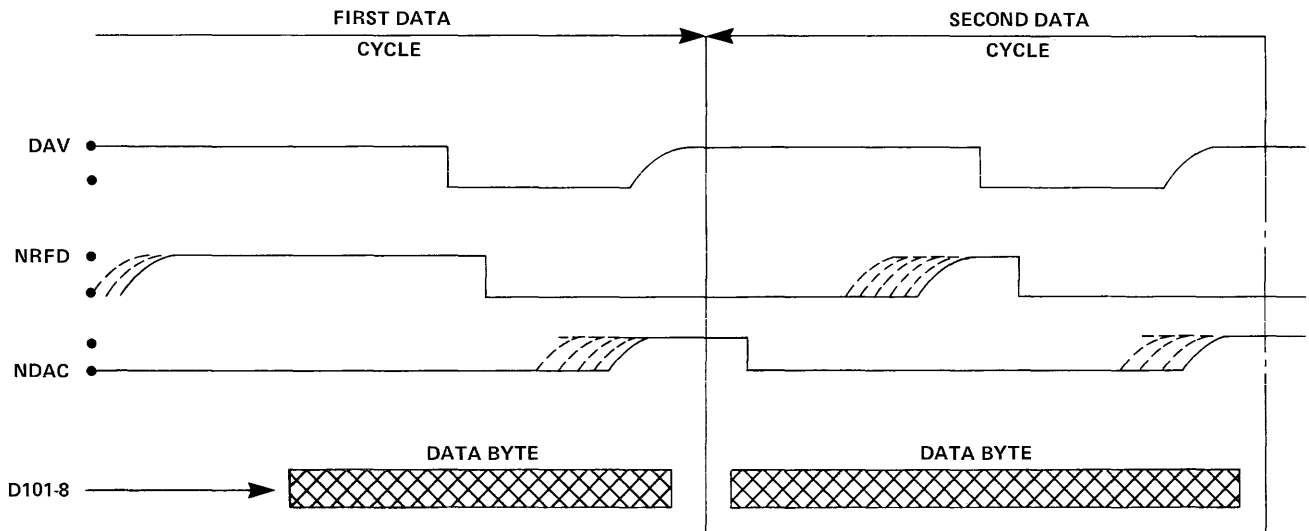 FIRST DATA
CYCLE
SECOND DATA
CYCLE
DAV
NRFD
NDAC
DATA BYTE
DATA BYTE
D101-8